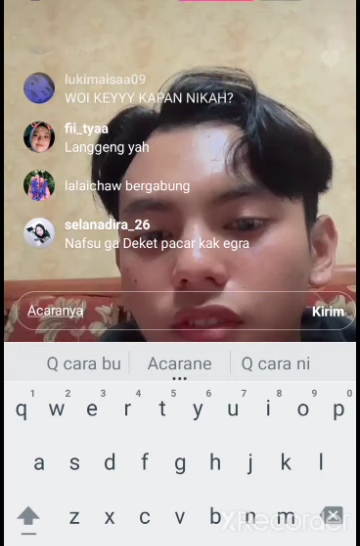 lukimaisaa09
WOI KEYYY KAPAN NIKAH?
fii_tyaa
Langgeng yah
lalaichaw bergabung
selanadira_26
Nafsu ga Deket pacar kak egra
Acaranya Kirim
Q cara bu Acarane Q cara ni
1 2 3 4 5 6 7 8 9 0
q w e r t y u i o p
a s d f g h j k l
z x c v b n m
XRecorder